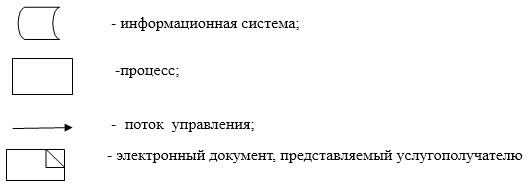 - информационная система;
-процесс;
- поток управления;
- электронный документ, представляемый услугополучателю